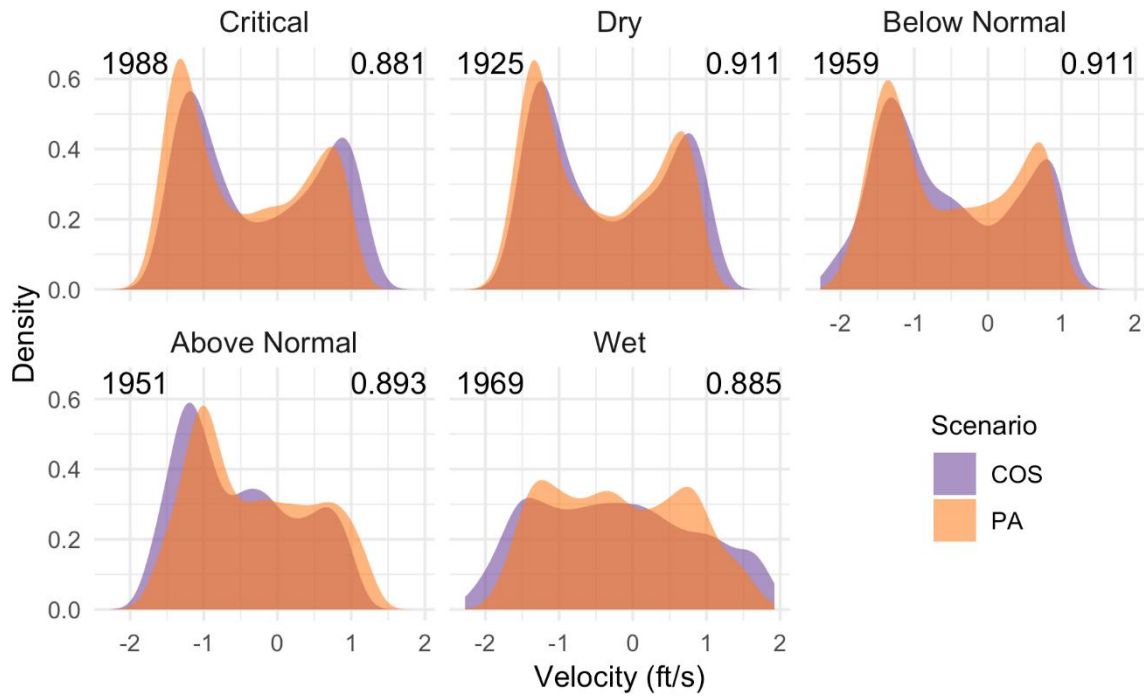 Critical
Dry
Below Normal
1988
0.881
1925
0.911
1959
0.911
0.6
0.4
0.2
0.0
-2 -1 0 1 2
Density
Above Normal
Wet
1951
0.893
1969
0.885
0.6
0.4
0.2
0.0
-2 -1 0 1 2
-2 -1 0 1 2
Velocity (ft/s)
Scenario
COS
PA